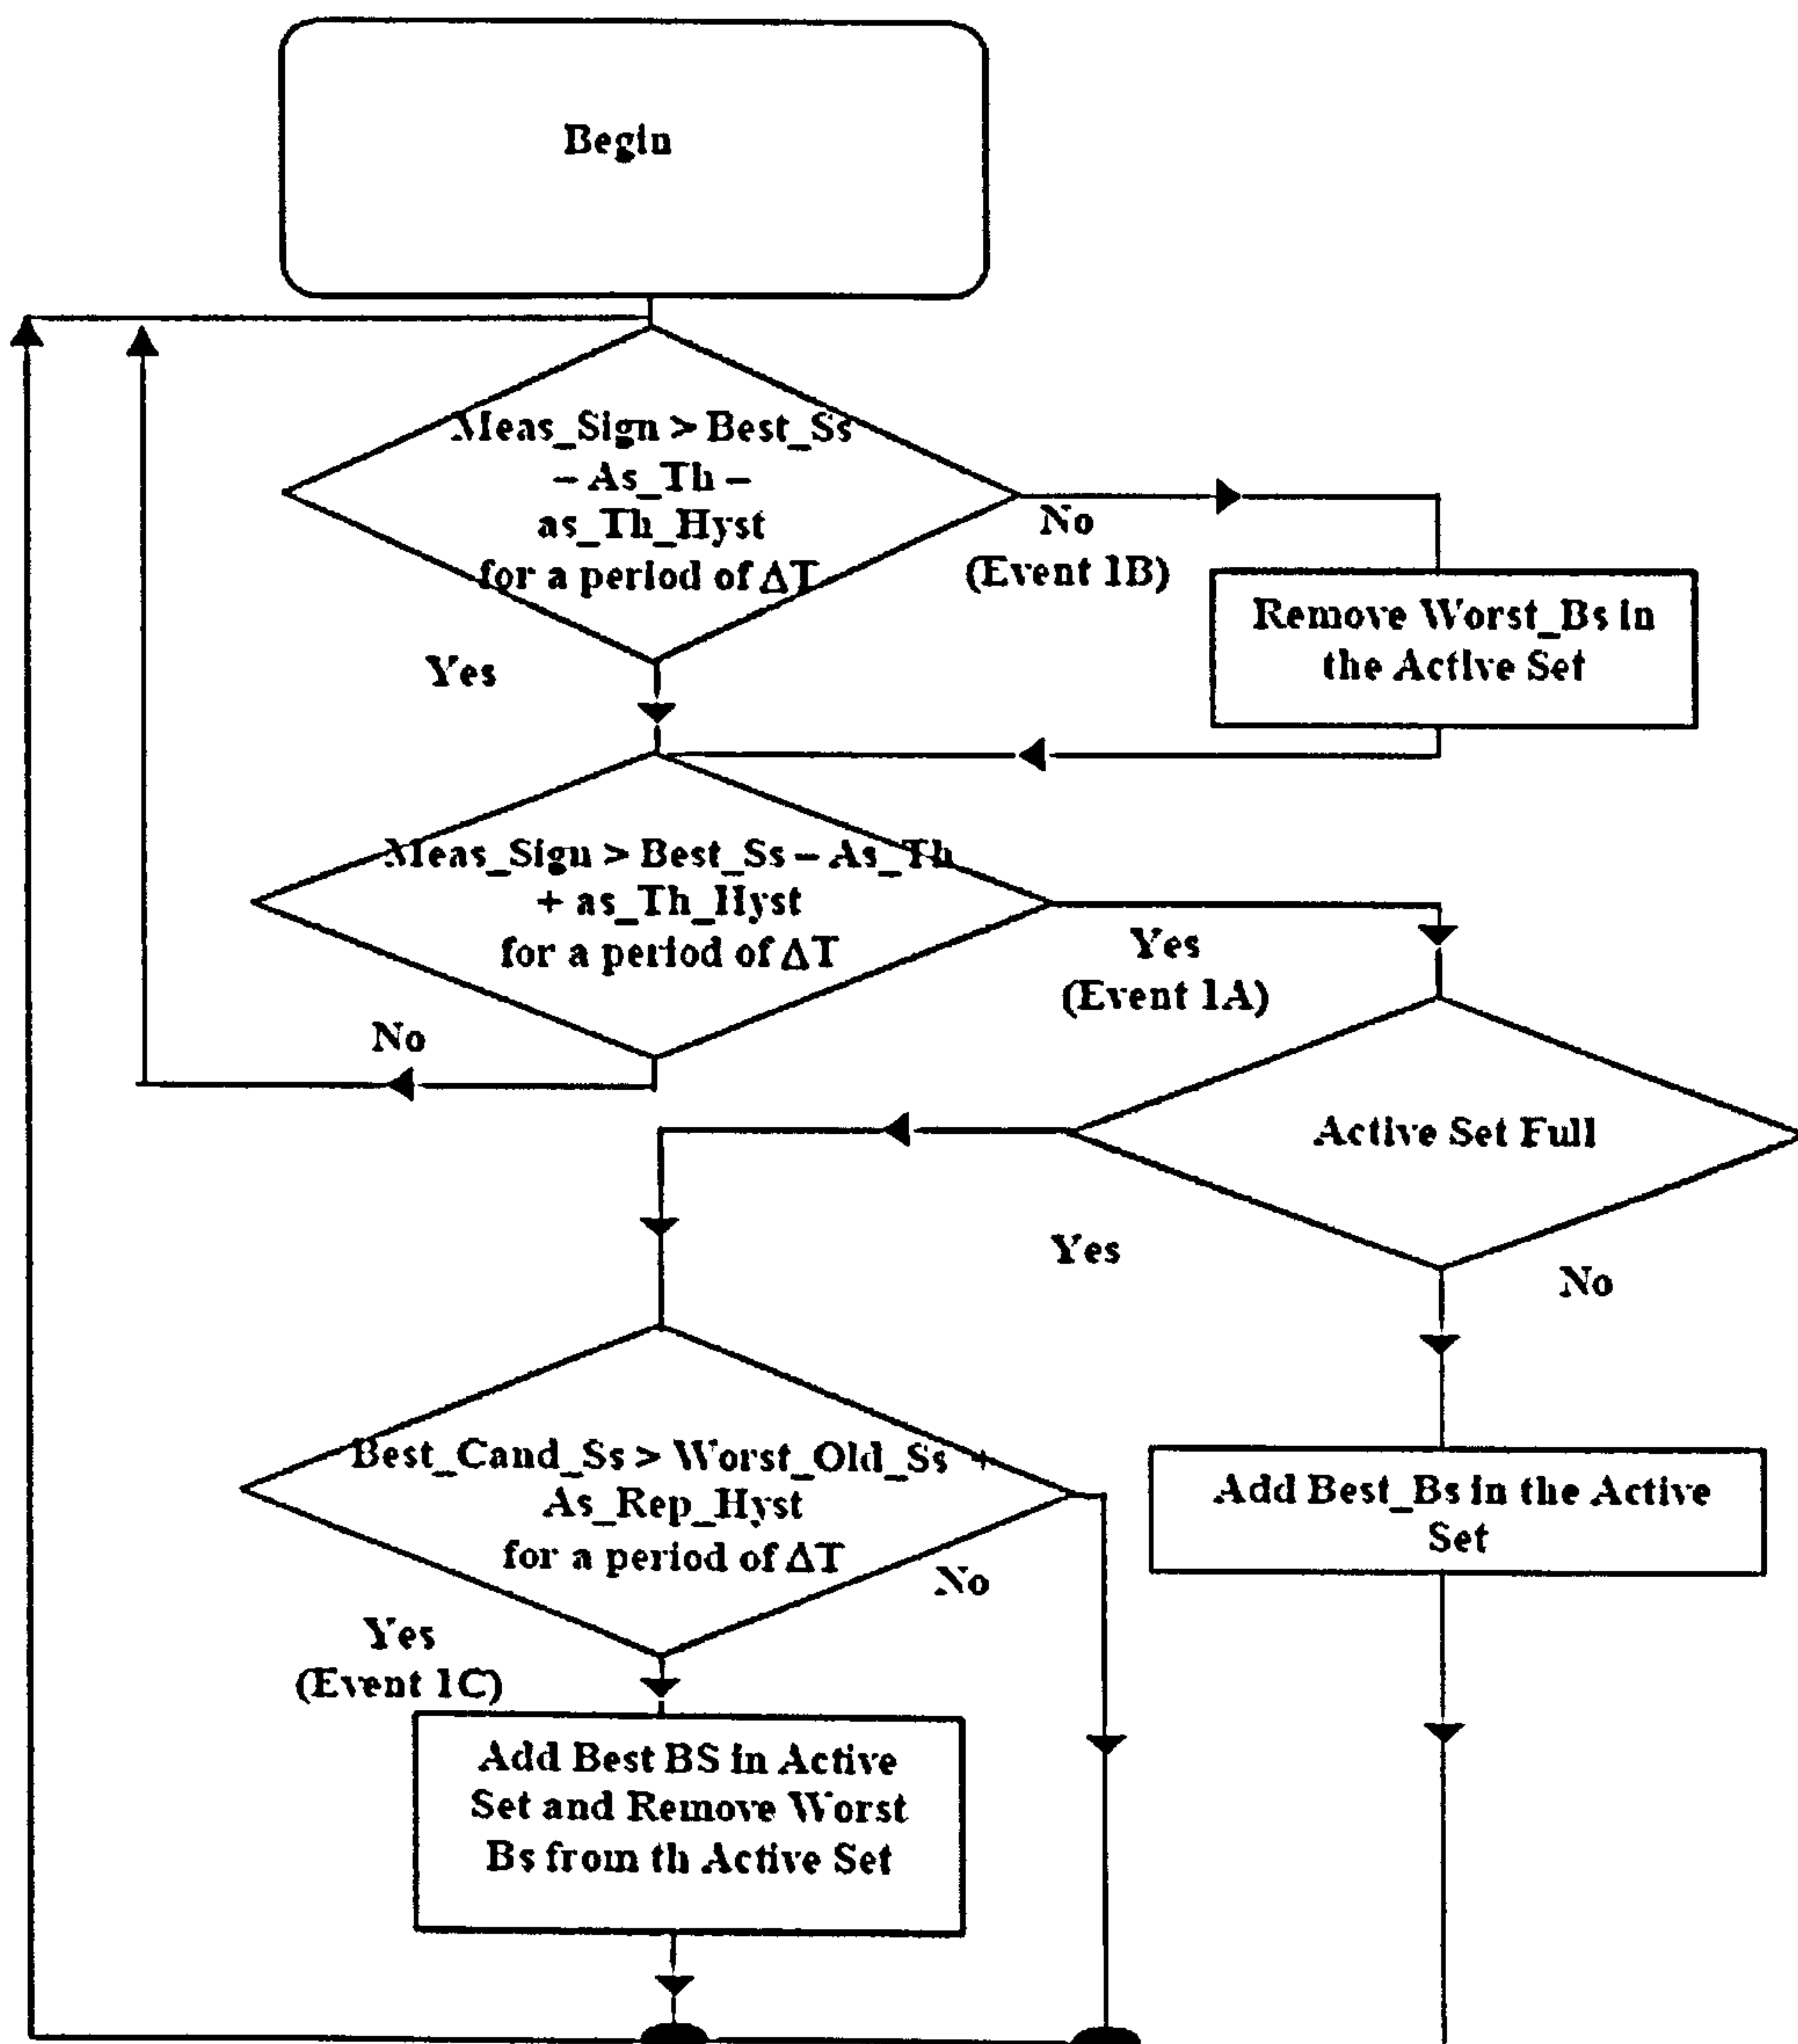 Begin
Meas_Sign > Best_Ss
– As_Th –
as_Th_Hyst
for a period of ΔT
No
(Event 1B)
Remove Worst_Bs in
the Active Set
Yes
Meas_Sign > Best_Ss – As_Th
+ as_Th_Hyst
for a period of ΔT
Yes
(Event 1A)
No
Active Set Full
Yes
No
Best_Cand_Ss > Worst_Old_Ss +
As_Rep_Hyst
for a period of ΔT
No
Add Best_Bs in the Active
Set
Yes
(Event 1C)
Add Best BS in Active
Set and Remove Worst
Bs from th Active Set